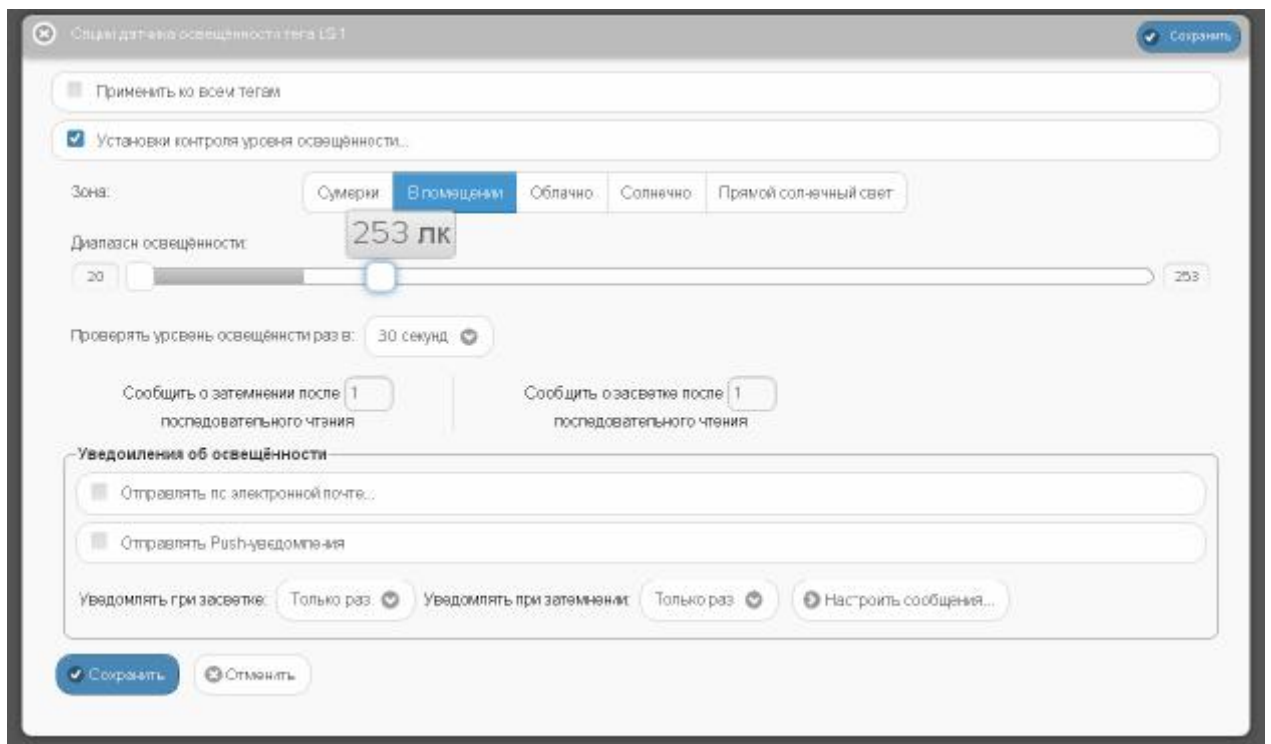 Опции датчика освещённости тега LS 1
Сохранить
Применить ко всем тегам
Установки контроля уровня освещённости...
Зона: Сумерки В помещении Облачно Солнечно Прямой солнечный свет
253 лк
Диапазон освещённости:
20 253
Проверять уровень освещённсти раз в: 30 секунд
Сообщить о затемнении после 1 Сообщить о засветке после 1
последовательного чтения последовательного чтения
Уведомления об освещённости
Отправлять по электронной почте...
Отправлять Push-уведомления
Уведомлять при засветке: Только раз Уведомлять при затемнении: Только раз Настроить сообщения...
Сохранить Отменить